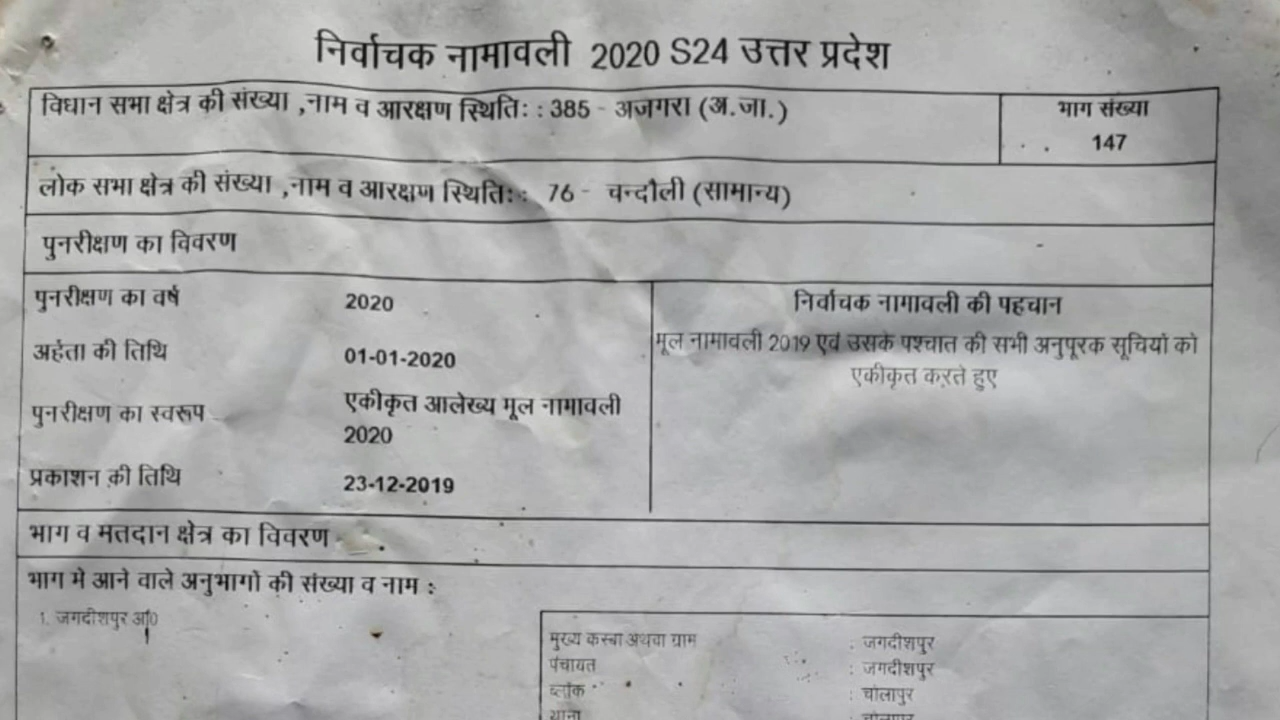 निर्वाचक नामावली 2020 S24 उत्तर प्रदेश
विधान सभा क्षेत्र की संख्या ,नाम व आरक्षण स्थितिः : 385 - अजगरा (अ.जा.)
भाग संख्या
147
लोक सभा क्षेत्र की संख्या ,नाम व आरक्षण स्थितिः : 76 - चन्दौली (सामान्य)
पुनरीक्षण का विवरण
पुनरीक्षण का वर्ष 2020
अर्हता की तिथि 01-01-2020
पुनरीक्षण का स्वरूप एकीकृत आलेख्य मूल नामावली
2020
प्रकाशन की तिथि 23-12-2019
निर्वाचक नागावली की पहचान
मूल नामावली 2019 एवं उसके पश्चात की सभी अनुपूरक सूचियों को
एकीकृत करते हुए
भाग व मतदान क्षेत्र का विवरण
भाग मे आने वाले अनुभागों की संख्या व नाम :
1. जगदीशपुर आ0
मुख्य कस्बा अथवा ग्राम : जगदीशपुर
पंचायत : जगदीशपुर
ब्लॉक : चोलापुर
थाना : चोलापुर